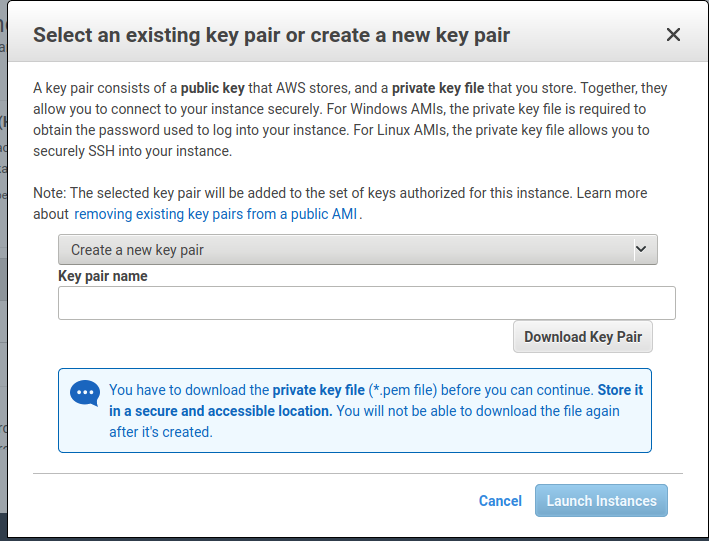 Select an existing key pair or create a new key pair
A key pair consists of a public key that AWS stores, and a private key file that you store. Together, they
allow you to connect to your instance securely. For Windows AMIs, the private key file is required to
obtain the password used to log into your instance. For Linux AMIs, the private key file allows you to
securely SSH into your instance.
Note: The selected key pair will be added to the set of keys authorized for this instance. Learn more
about removing existing key pairs from a public AMI.
Create a new key pair
Key pair name
Download Key Pair
You have to download the private key file (*.pem file) before you can continue. Store it
in a secure and accessible location. You will not be able to download the file again
after it's created.
Cancel Launch Instances